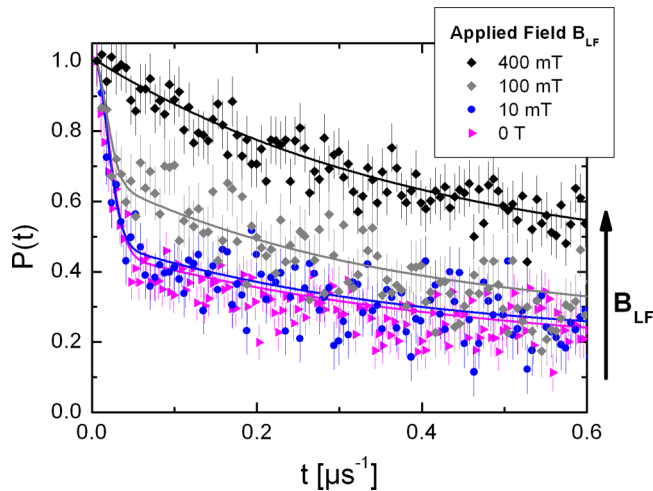 Applied Field B_LF
400 mT
100 mT
10 mT
0 T
1.0
0.8
0.6
0.4
0.2
0.0
P(t)
0.0 0.2 0.4 0.6
t [µs⁻¹]
B_LF